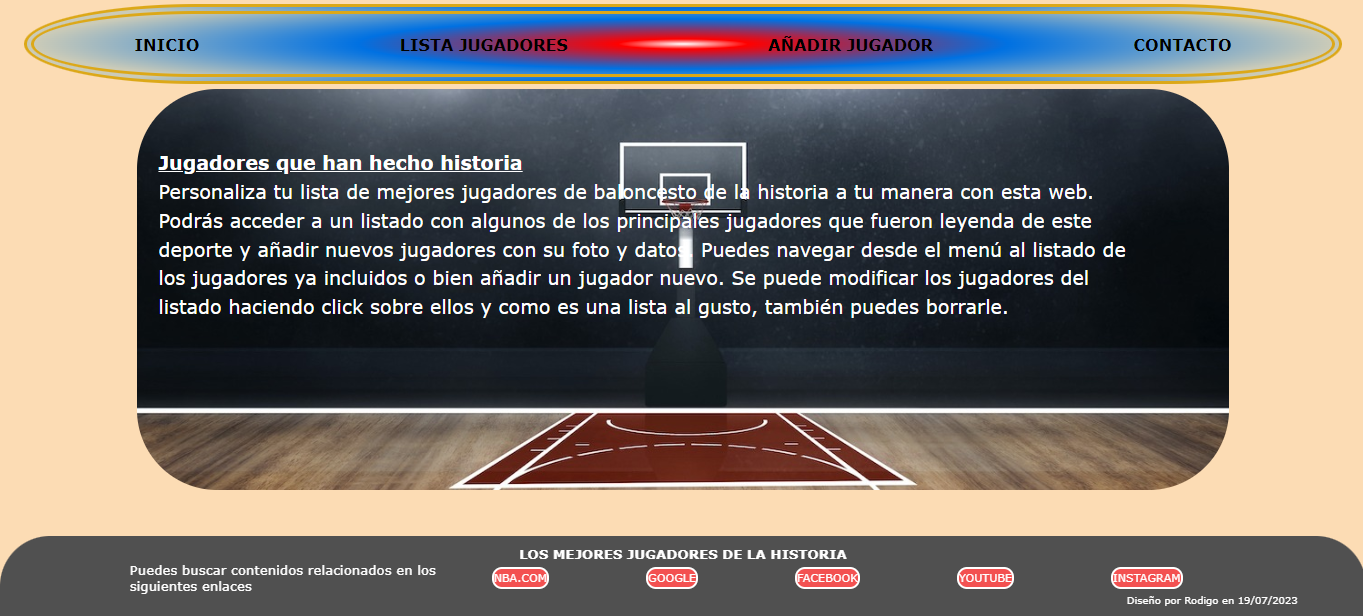 INICIO LISTA JUGADORES AÑADIR JUGADOR CONTACTO
Jugadores que han hecho historia
Personaliza tu lista de mejores jugadores de baloncesto de la historia a tu manera con esta web.
Podrás acceder a un listado con algunos de los principales jugadores que fueron leyenda de este
deporte y añadir nuevos jugadores con su foto y datos. Puedes navegar desde el menú al listado de
los jugadores ya incluidos o bien añadir un jugador nuevo. Se puede modificar los jugadores del
listado haciendo click sobre ellos y como es una lista al gusto, también puedes borrarle.
LOS MEJORES JUGADORES DE LA HISTORIA
Puedes buscar contenidos relacionados en los
siguientes enlaces
NBA.COM GOOGLE FACEBOOK YOUTUBE INSTAGRAM
Diseño por Rodigo en 19/07/2023